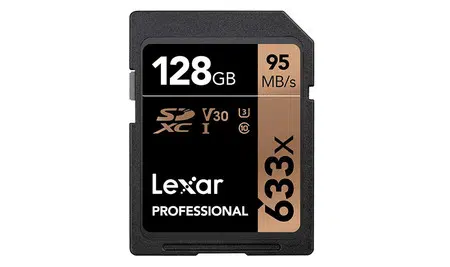 128GB
95
MB/s
SD XC I V30 3 10
Lexar
PROFESSIONAL
633x